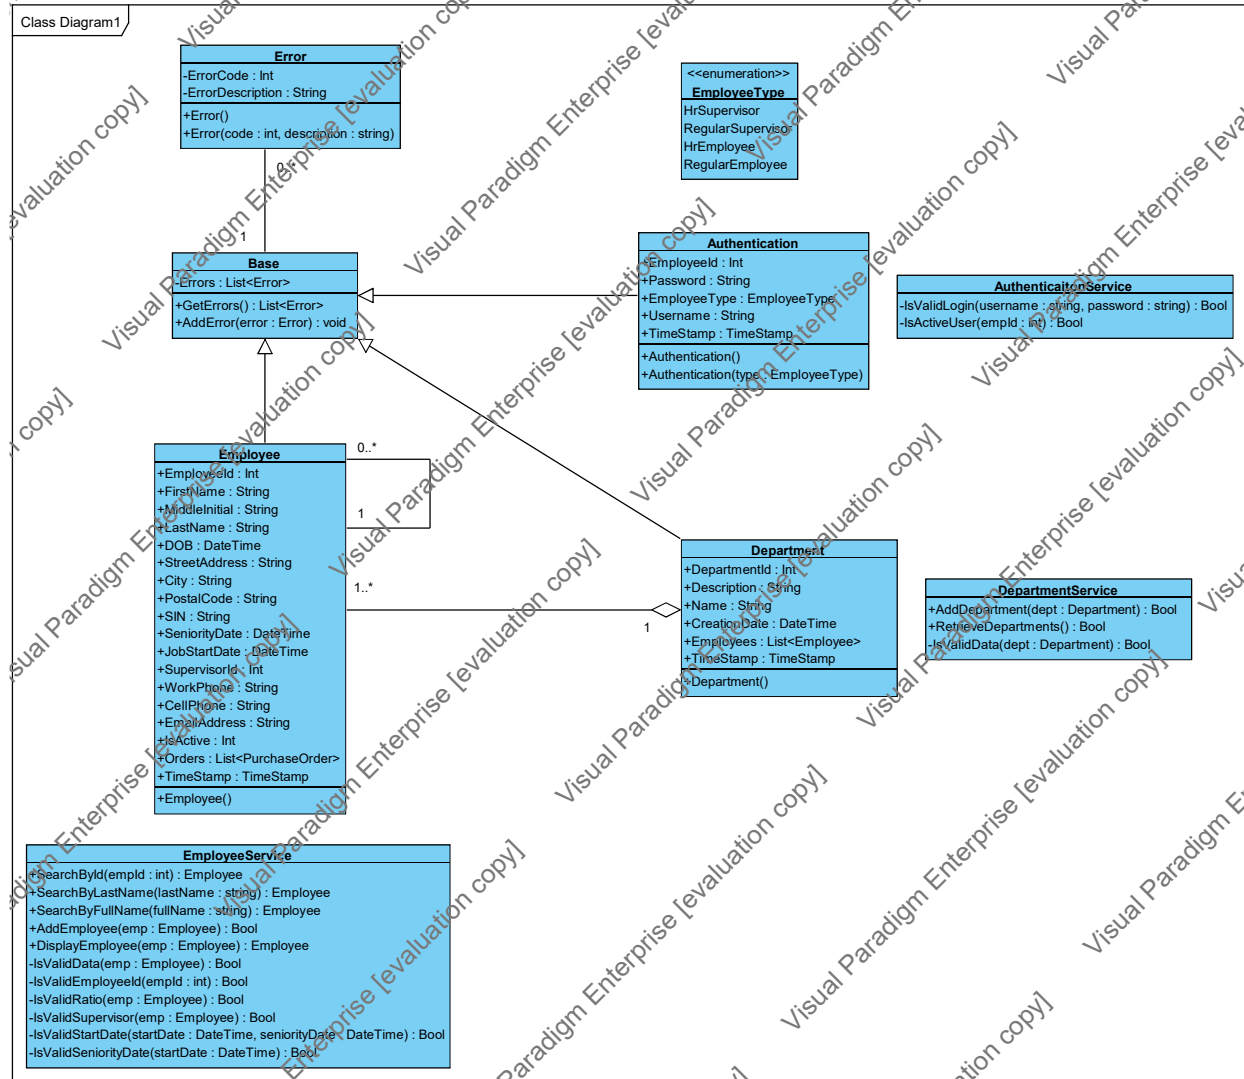 Class Diagram1
Error
-ErrorCode : Int
-ErrorDescription : String
+Error()
+Error(code : int, description : string)
0..*
1
<<enumeration>>
EmployeeType
HrSupervisor
RegularSupervisor
HrEmployee
RegularEmployee
Base
-Errors : List<Error>
+GetErrors() : List<Error>
+AddError(error : Error) : void
Authentication
+EmployeeId : Int
+Password : String
+EmployeeType : EmployeeType
+Username : String
+TimeStamp : TimeStamp
+Authentication()
+Authentication(type : EmployeeType)
AuthenticaitonService
-IsValidLogin(username : string, password : string) : Bool
-IsActiveUser(empId : int) : Bool
Employee
+EmployeeId : Int
+FirstName : String
+MiddleInitial : String
+LastName : String
+DOB : DateTime
+StreetAddress : String
+City : String
+PostalCode : String
+SIN : String
+SeniorityDate : DateTime
+JobStartDate : DateTime
+SupervisorId : Int
+WorkPhone : String
+CellPhone : String
+EmailAddress : String
+IsActive : Int
+Orders : List<PurchaseOrder>
+TimeStamp : TimeStamp
+Employee()
0..*
1
1..*
1
Department
+DepartmentId : Int
+Description : String
+Name : String
+CreationDate : DateTime
+Employees : List<Employee>
+TimeStamp : TimeStamp
+Department()
DepartmentService
+AddDepartment(dept : Department) : Bool
+RetrieveDepartments() : Bool
-IsValidData(dept : Department) : Bool
EmployeeService
+SearchById(empId : int) : Employee
+SearchByLastName(lastName : string) : Employee
+SearchByFullName(fullName : string) : Employee
+AddEmployee(emp : Employee) : Bool
+DisplayEmployee(emp : Employee) : Employee
-IsValidData(emp : Employee) : Bool
-IsValidEmployeeId(empId : int) : Bool
-IsValidRatio(emp : Employee) : Bool
-IsValidSupervisor(emp : Employee) : Bool
-IsValidStartDate(startDate : DateTime, seniorityDate : DateTime) : Bool
-IsValidSeniorityDate(startDate : DateTime) : Bool
Visual Paradigm Enterprise [evaluation copy]